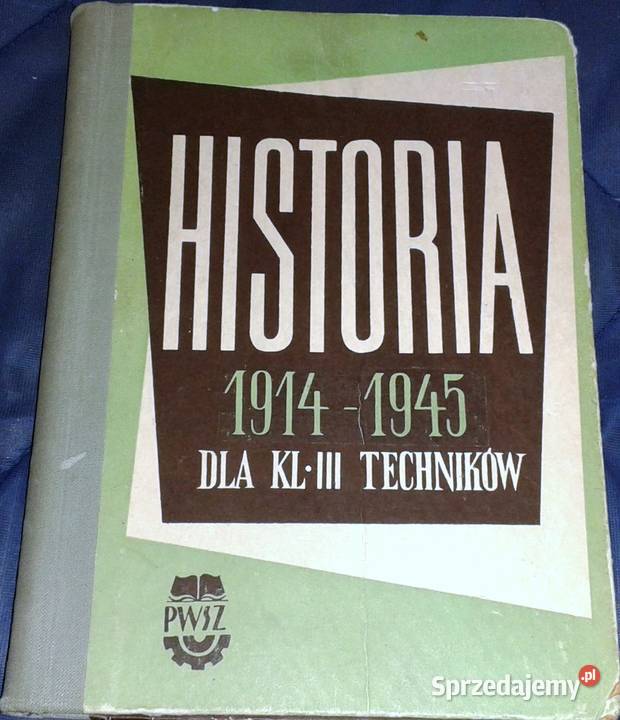 HISTORIA
1914-1945
DLA KL·III TECHNIKÓW
PWSZ
Sprzedajemy.pl